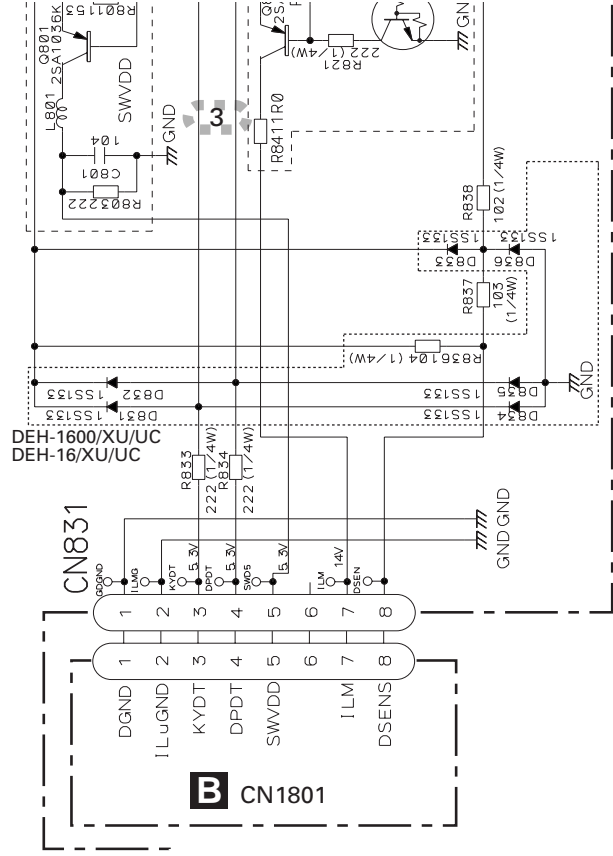 R801153
Q801
2SA1036K
L801
SWVDD
104
C801
R803222
GND
3
R8411R0
222 (1/4W)
R821
GND
R838
102 (1/4W)
1SS133
D833
1SS133
D836
R837
103
(1/4W)
R836104 (1/4W)
1SS133
D832
1SS133
D831
1SS133
D835
1SS133
D834
GND
DEH-1600/XU/UC
DEH-16/XU/UC
R833
222 (1/4W)
R834
222 (1/4W)
GND
GND
CN831
GDGND
ILMG
KYDT
5.3V
DPDT
5.3V
SWD5
5.3V
ILM
14V
DSEN
1 2 3 4 5 6 7 8
1 2 3 4 5 6 7 8
DGND
ILuGND
KYDT
DPDT
SWVDD
ILM
DSENS
B CN1801